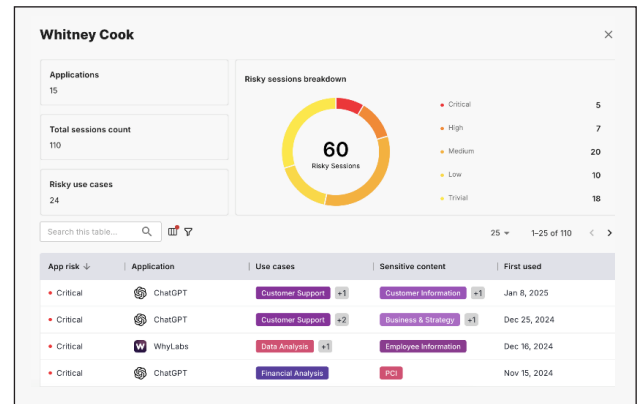 Whitney Cook
Applications
15
Total sessions count
110
Risky use cases
24
Risky sessions breakdown
60
Risky Sessions
Critical 5
High 7
Medium 20
Low 10
Trivial 18
Search this table...
25 1–25 of 110
App risk Application Use cases Sensitive content First used
Critical ChatGPT Customer Support +1 Customer Information +1 Jan 8, 2025
Critical ChatGPT Customer Support +2 Business & Strategy +1 Dec 25, 2024
Critical W WhyLabs Data Analysis +1 Employee Information Dec 16, 2024
Critical ChatGPT Financial Analysis PCI Nov 15, 2024